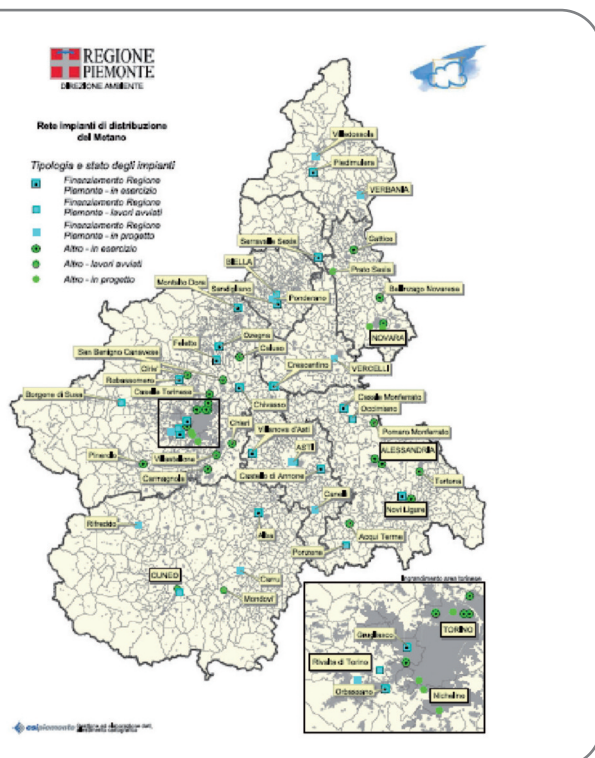 REGIONE
PIEMONTE
DIREZIONE AMBIENTE
Rete impianti di distribuzione
del Metano
Tipologia e stato degli impianti
Finanziamento Regione
Piemonte - in esercizio
Finanziamento Regione
Piemonte - lavori avviati
Finanziamento Regione
Piemonte - in progetto
Altro - in esercizio
Altro - lavori avviati
Altro - in progetto
Villadossola
Piedimulera
VERBANIA
Serravalle Sesia
Gattico
BIELLA
Prato Sesia
Montalto Dora
Sandigliano
Ponderano
Bellinzago Novarese
NOVARA
Ozegna
Feletto
Caluso
San Benigno Canavese
Crescentino
VERCELLI
Ciriè
Robassomero
Caselle Torinese
Borgone di Susa
Chivasso
Casale Monferrato
Occimiano
Chieri
Villanova d'Asti
ASTI
Pomaro Monferrato
ALESSANDRIA
Pinerolo
Villastellone
Carmagnola
Castello di Annone
Tortona
Canelli
Novi Ligure
Rifreddo
Alba
Acqui Terme
Ponzone
CUNEO
Carrù
Mondovì
Ingrandimento area torinese
TORINO
Grugliasco
Rivalta di Torino
Orbassano
Nichelino
csi piemonte